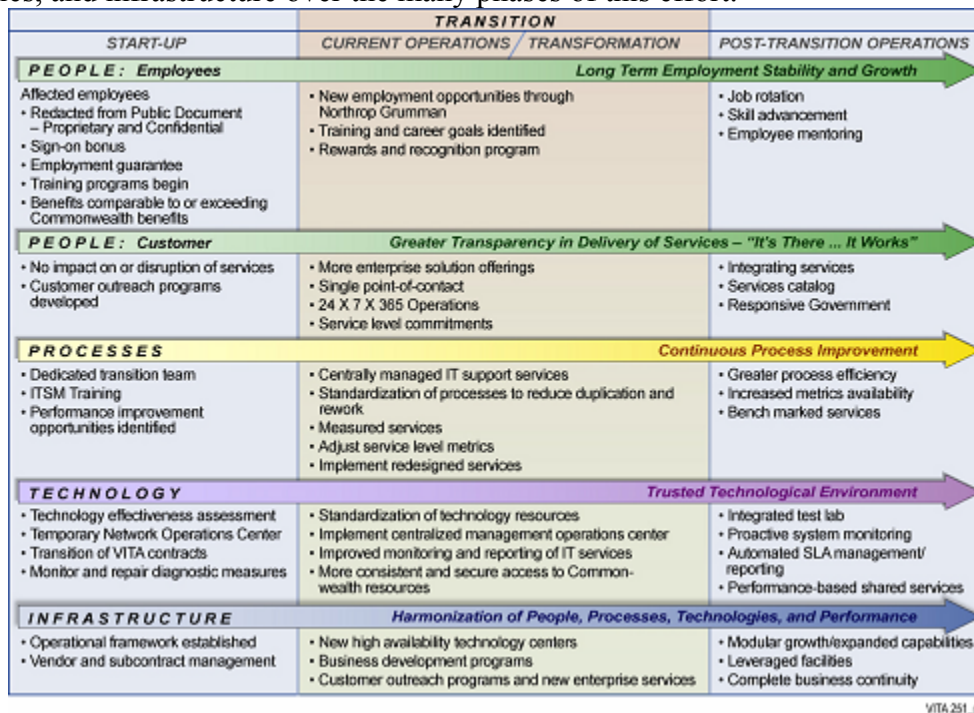 ies, and infrastructure over the many phases of this effort.
TRANSITION
START-UP
CURRENT OPERATIONS / TRANSFORMATION
POST-TRANSITION OPERATIONS
PEOPLE: Employees
Long Term Employment Stability and Growth
Affected employees
• Redacted from Public Document
– Proprietary and Confidential
• Sign-on bonus
• Employment guarantee
• Training programs begin
• Benefits comparable to or exceeding
Commonwealth benefits
• New employment opportunities through
Northrop Grumman
• Training and career goals identified
• Rewards and recognition program
• Job rotation
• Skill advancement
• Employee mentoring
PEOPLE: Customer
Greater Transparency in Delivery of Services – "It's There ... It Works"
• No impact on or disruption of services
• Customer outreach programs
developed
• More enterprise solution offerings
• Single point-of-contact
• 24 X 7 X 365 Operations
• Service level commitments
• Integrating services
• Services catalog
• Responsive Government
PROCESSES
Continuous Process Improvement
• Dedicated transition team
• ITSM Training
• Performance improvement
opportunities identified
• Centrally managed IT support services
• Standardization of processes to reduce duplication and
rework
• Measured services
• Adjust service level metrics
• Implement redesigned services
• Greater process efficiency
• Increased metrics availability
• Bench marked services
TECHNOLOGY
Trusted Technological Environment
• Technology effectiveness assessment
• Temporary Network Operations Center
• Transition of VITA contracts
• Monitor and repair diagnostic measures
• Standardization of technology resources
• Implement centralized management operations center
• Improved monitoring and reporting of IT services
• More consistent and secure access to Common-
wealth resources
• Integrated test lab
• Proactive system monitoring
• Automated SLA management/
reporting
• Performance-based shared services
INFRASTRUCTURE
Harmonization of People, Processes, Technologies, and Performance
• Operational framework established
• Vendor and subcontract management
• New high availability technology centers
• Business development programs
• Customer outreach programs and new enterprise services
• Modular growth/expanded capabilities
• Leveraged facilities
• Complete business continuity
VITA 251